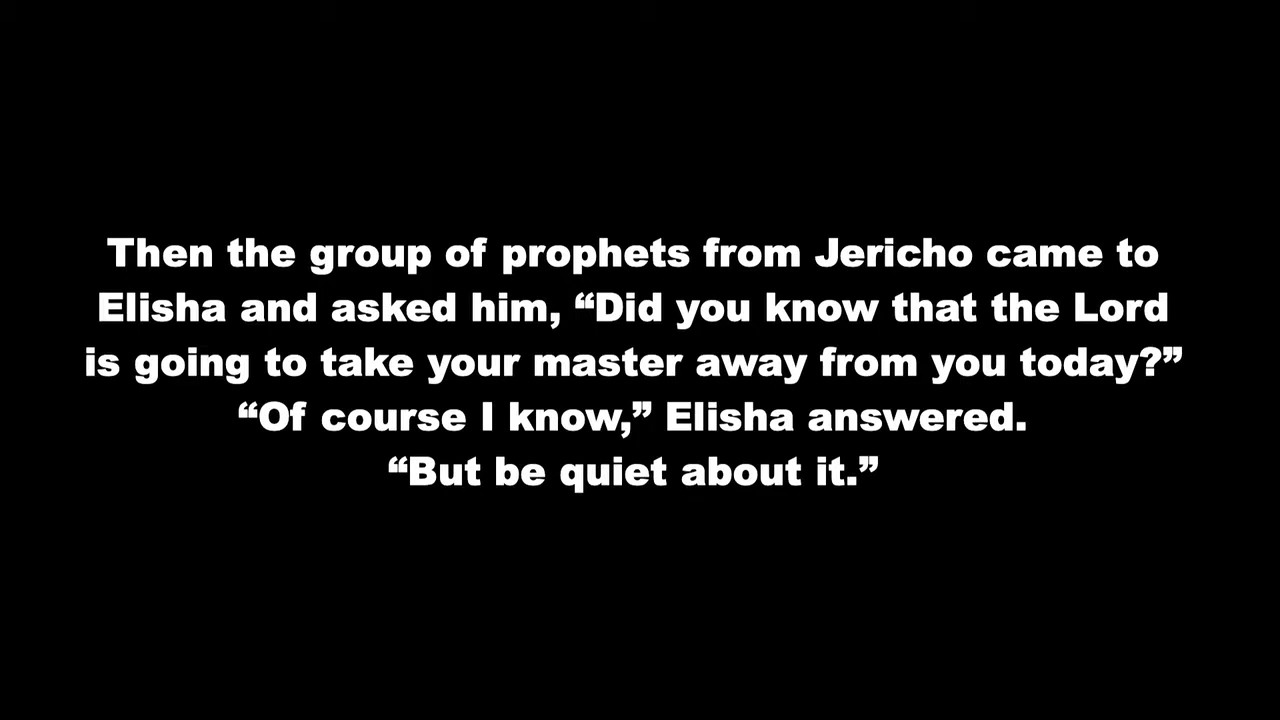 Then the group of prophets from Jericho came to
Elisha and asked him, “Did you know that the Lord
is going to take your master away from you today?”
“Of course I know,” Elisha answered.
“But be quiet about it.”